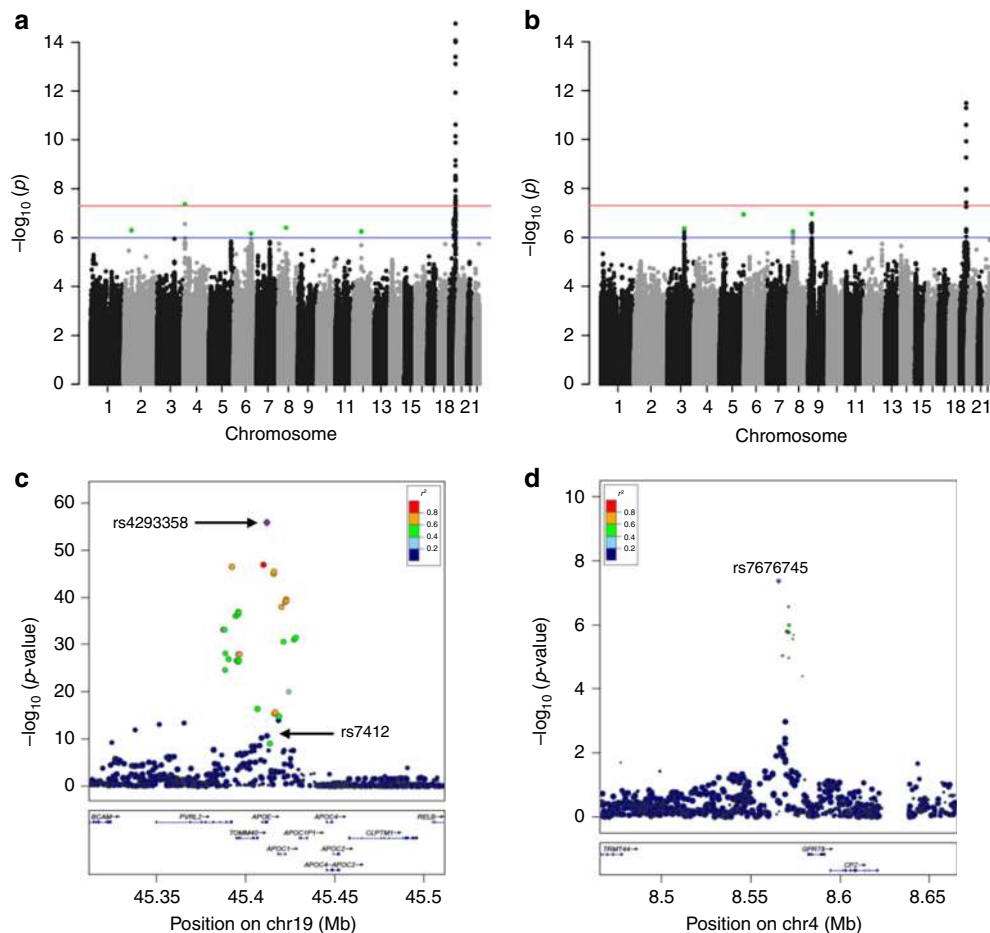 a
14
12
10
8
6
4
2
0
–log10 (p)
1 2 3 4 5 6 7 8 9 11 13 15 18 21
Chromosome
b
14
12
10
8
6
4
2
0
–log10 (p)
1 2 3 4 5 6 7 8 9 11 13 15 18 21
Chromosome
c
60
50
40
30
20
10
0
–log10 (p-value)
rs4293358
rs7412
r2
0.8
0.6
0.4
0.2
BCAM→ PVRL2→ APOE→ APOC4→ RELB→
TOMM40→ APOC1P1→ CLPTM1→
APOC1→ APOC2→
APOC4-APOC2→
45.35 45.4 45.45 45.5
Position on chr19 (Mb)
d
10
8
6
4
2
0
–log10 (p-value)
rs7676745
r2
0.8
0.6
0.4
0.2
TRMT44→ GPR78→
CPZ→
8.5 8.55 8.6 8.65
Position on chr4 (Mb)